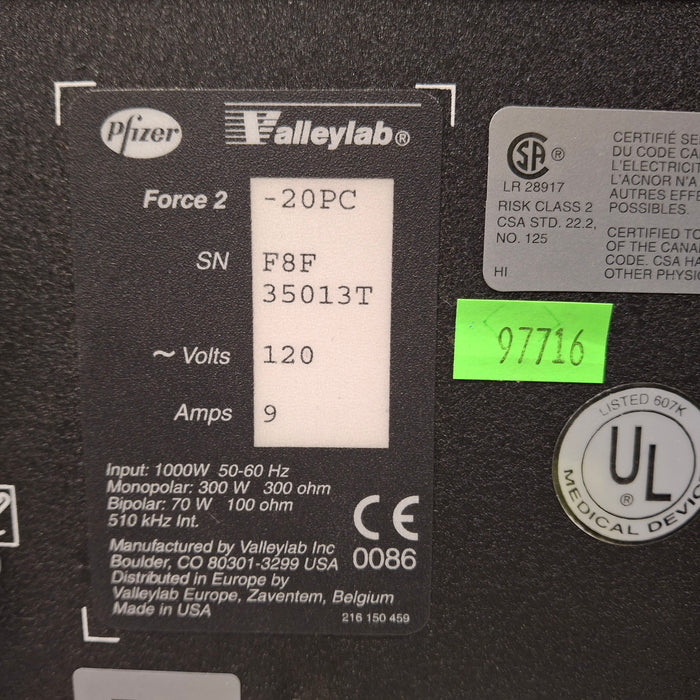 Pfizer
Valleylab®
Force 2 -20PC
SN F8F
35013T
~ Volts 120
Amps 9
Input: 1000W 50-60 Hz
Monopolar: 300 W 300 ohm
Bipolar: 70 W 100 ohm
510 kHz Int.
CE
0086
Manufactured by Valleylab Inc
Boulder, CO 80301-3299 USA
Distributed in Europe by
Valleylab Europe, Zaventem, Belgium
Made in USA
216 150 459
CSA ®
LR 28917
RISK CLASS 2
CSA STD. 22.2,
NO. 125
HI
CERTIFIÉ SE
DU CODE CA
L'ELECTRICIT
L'ACNOR N'A
AUTRES EFFE
POSSIBLES
CERTIFIED TO
OF THE CANA
CODE. CSA HA
OTHER PHYSI
97716
LISTED 607K
UL ®
MEDICAL DEVIC